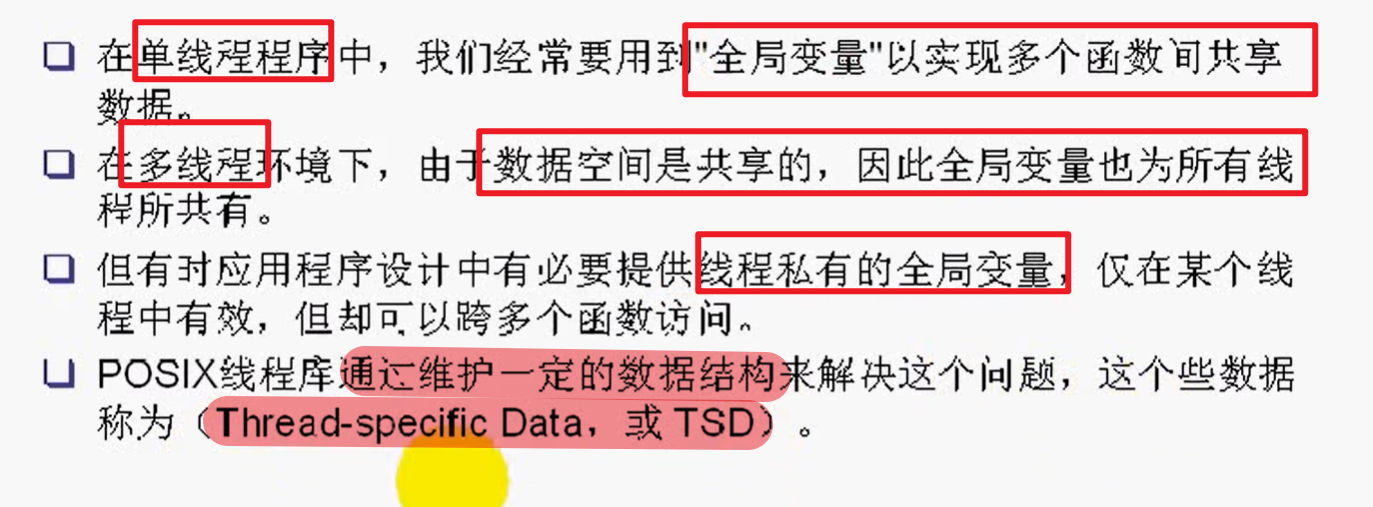 在单线程程序中，我们经常要用到"全局变量"以实现多个函数间共享
数据。
在多线程环境下，由于数据空间是共享的，因此全局变量也为所有线
程所共有。
但有时应用程序设计中有必要提供线程私有的全局变量，仅在某个线
程中有效，但却可以跨多个函数访问。
POSIX线程库通过维护一定的数据结构来解决这个问题，这个些数据
称为（Thread-specific Data，或 TSD）。